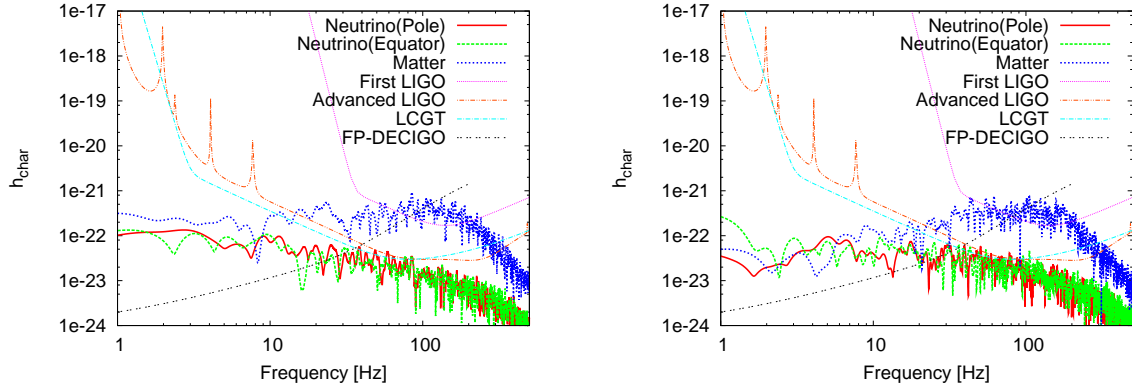 1e-17
1e-18
1e-19
1e-20
1e-21
1e-22
1e-23
1e-24
h_char
1
10
100
Frequency [Hz]
Neutrino(Pole)
Neutrino(Equator)
Matter
First LIGO
Advanced LIGO
LCGT
FP-DECIGO
1e-17
1e-18
1e-19
1e-20
1e-21
1e-22
1e-23
1e-24
h_char
1
10
100
Frequency [Hz]
Neutrino(Pole)
Neutrino(Equator)
Matter
First LIGO
Advanced LIGO
LCGT
FP-DECIGO